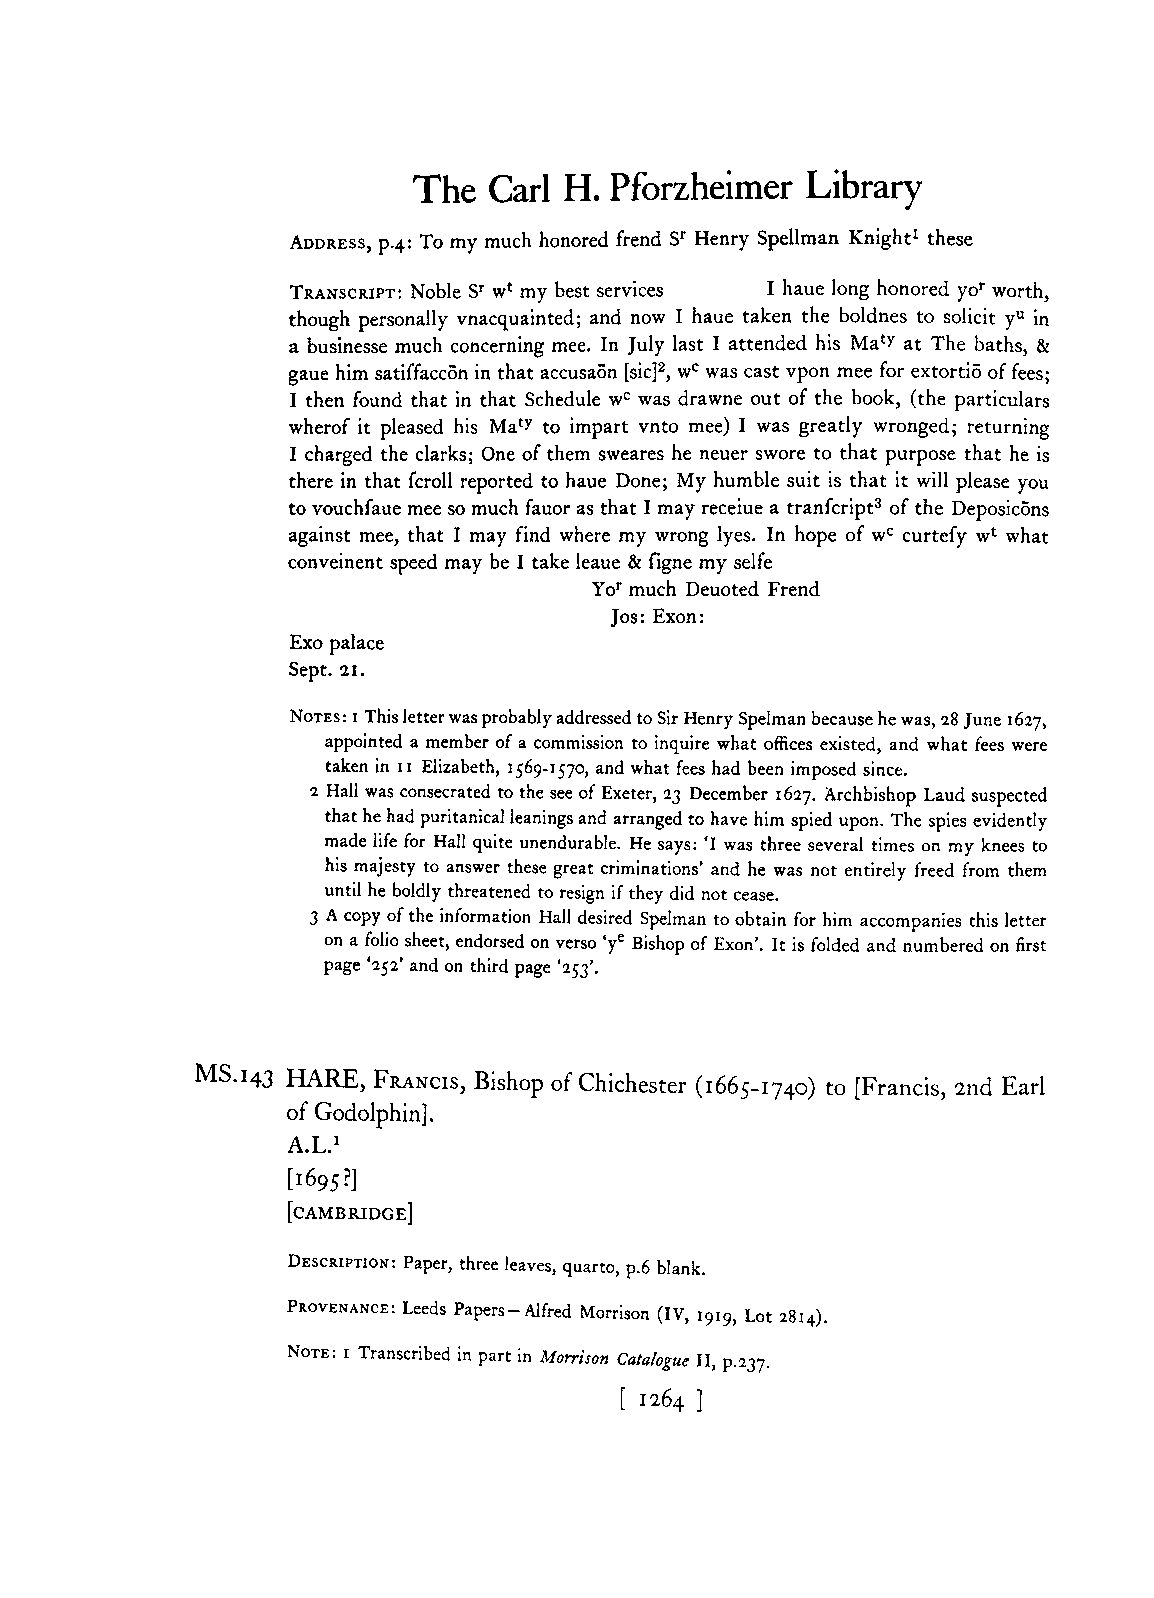 The Carl H. Pforzheimer Library
ADDRESS, p.4: To my much honored frend Sʳ Henry Spellman Knight¹ these
TRANSCRIPT: Noble Sʳ wᵗ my best services I haue long honored yoʳ worth,
though personally vnacquainted; and now I haue taken the boldnes to solicit yᵘ in
a businesse much concerning mee. In July last I attended his Maᵗʸ at The baths, &
gaue him satiſfaccōn in that accusaōn [sic]², wᶜ was cast vpon mee for extortiō of fees;
I then found that in that Schedule wᶜ was drawne out of the book, (the particulars
wherof it pleased his Maᵗʸ to impart vnto mee) I was greatly wronged; returning
I charged the clarks; One of them sweares he neuer swore to that purpose that he is
there in that ſcroll reported to haue Done; My humble suit is that it will please you
to vouchſaue mee so much fauor as that I may receiue a tranſcript³ of the Deposicōns
against mee, that I may find where my wrong lyes. In hope of wᶜ curteſy wᵗ what
conveinent speed may be I take leaue & ſigne my selfe
Yoʳ much Deuoted Frend
Jos: Exon:
Exo palace
Sept. 21.
NOTES: 1 This letter was probably addressed to Sir Henry Spelman because he was, 28 June 1627,
appointed a member of a commission to inquire what offices existed, and what fees were
taken in 11 Elizabeth, 1569-1570, and what fees had been imposed since.
2 Hall was consecrated to the see of Exeter, 23 December 1627. Archbishop Laud suspected
that he had puritanical leanings and arranged to have him spied upon. The spies evidently
made life for Hall quite unendurable. He says: 'I was three several times on my knees to
his majesty to answer these great criminations' and he was not entirely freed from them
until he boldly threatened to resign if they did not cease.
3 A copy of the information Hall desired Spelman to obtain for him accompanies this letter
on a folio sheet, endorsed on verso 'yᵉ Bishop of Exon'. It is folded and numbered on first
page '252' and on third page '253'.
MS.143 HARE, FRANCIS, Bishop of Chichester (1665-1740) to [Francis, 2nd Earl
of Godolphin].
A.L.¹
[1695?]
[CAMBRIDGE]
DESCRIPTION: Paper, three leaves, quarto, p.6 blank.
PROVENANCE: Leeds Papers—Alfred Morrison (IV, 1919, Lot 2814).
NOTE: 1 Transcribed in part in Morrison Catalogue II, p.237.
[ 1264 ]